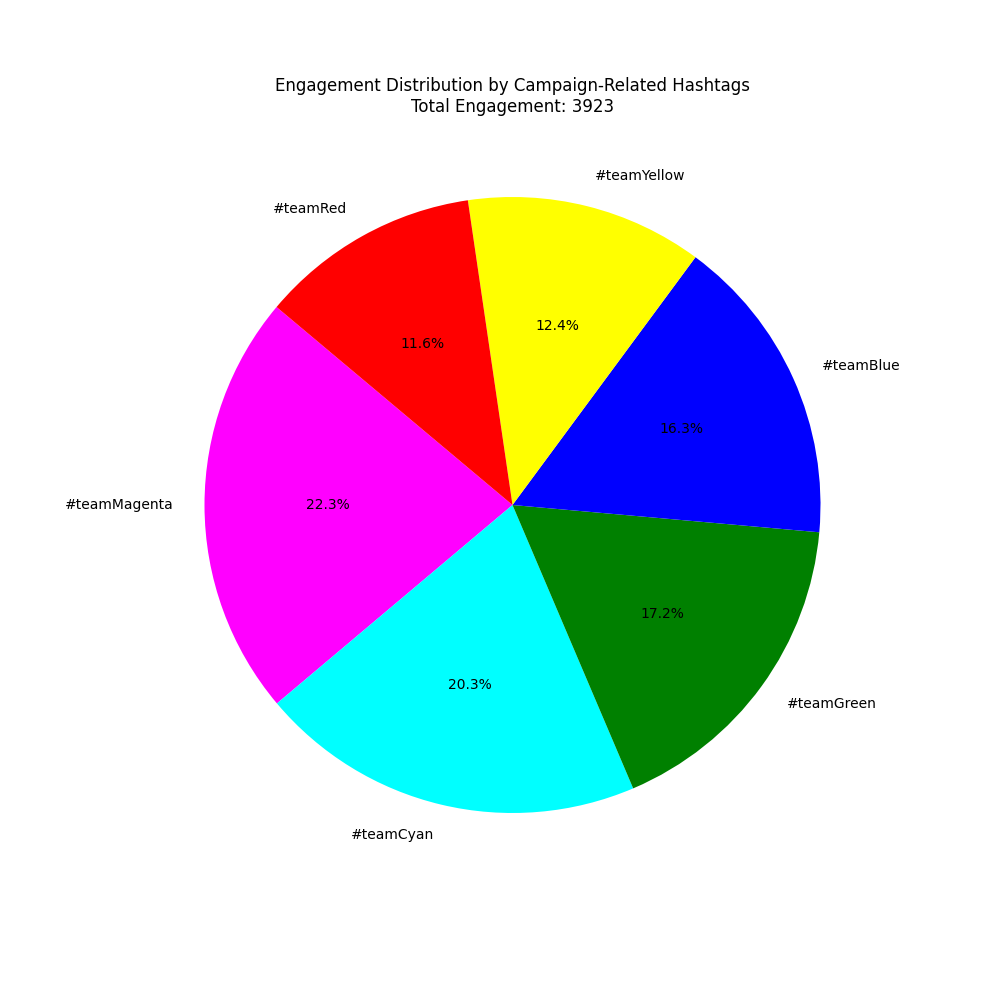 Engagement Distribution by Campaign-Related Hashtags
Total Engagement: 3923
#teamYellow
#teamRed
12.4%
11.6%
#teamBlue
16.3%
#teamMagenta
22.3%
17.2%
20.3%
#teamGreen
#teamCyan